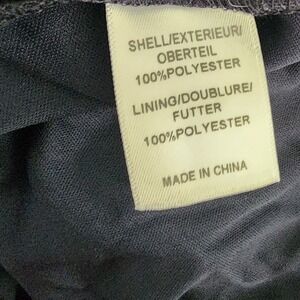 SHELL/EXTERIEUR/
OBERTEIL
100%POLYESTER
LINING/DOUBLURE/
FUTTER
100%POLYESTER
MADE IN CHINA